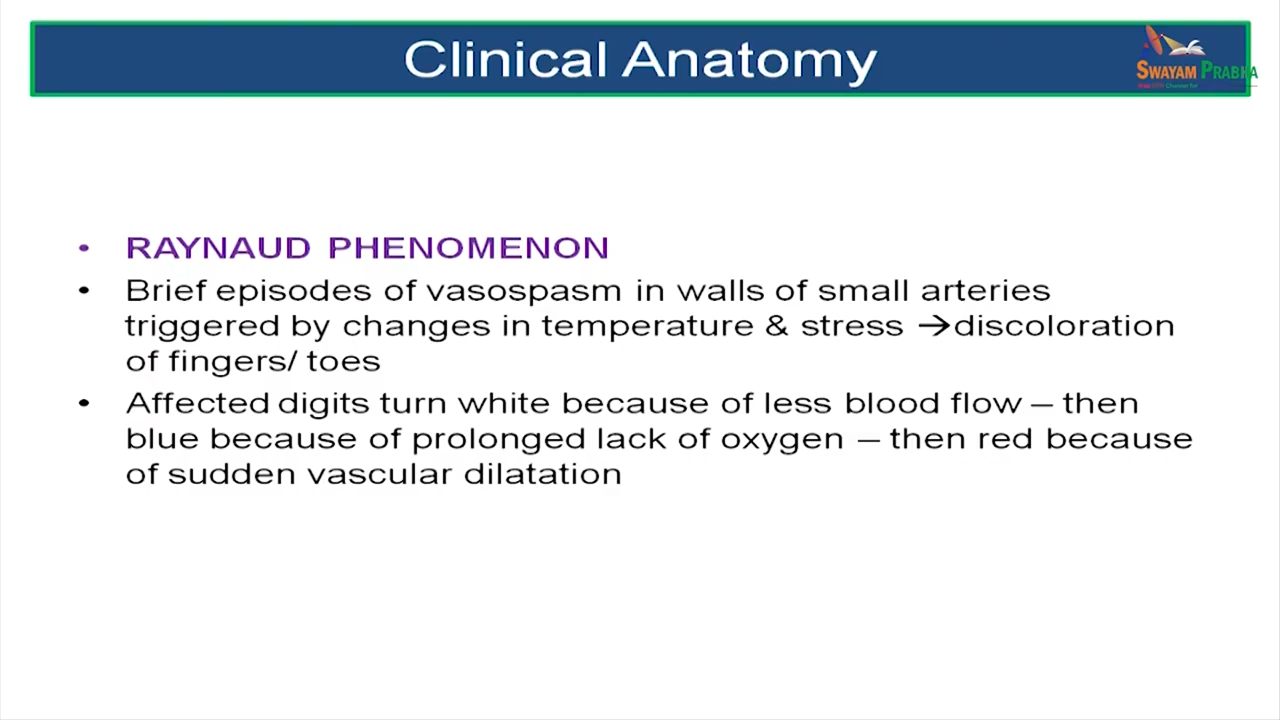 Clinical Anatomy
SWAYAM PRABHA
• RAYNAUD PHENOMENON
• Brief episodes of vasospasm in walls of small arteries
triggered by changes in temperature & stress →discoloration
of fingers/ toes
• Affected digits turn white because of less blood flow – then
blue because of prolonged lack of oxygen – then red because
of sudden vascular dilatation